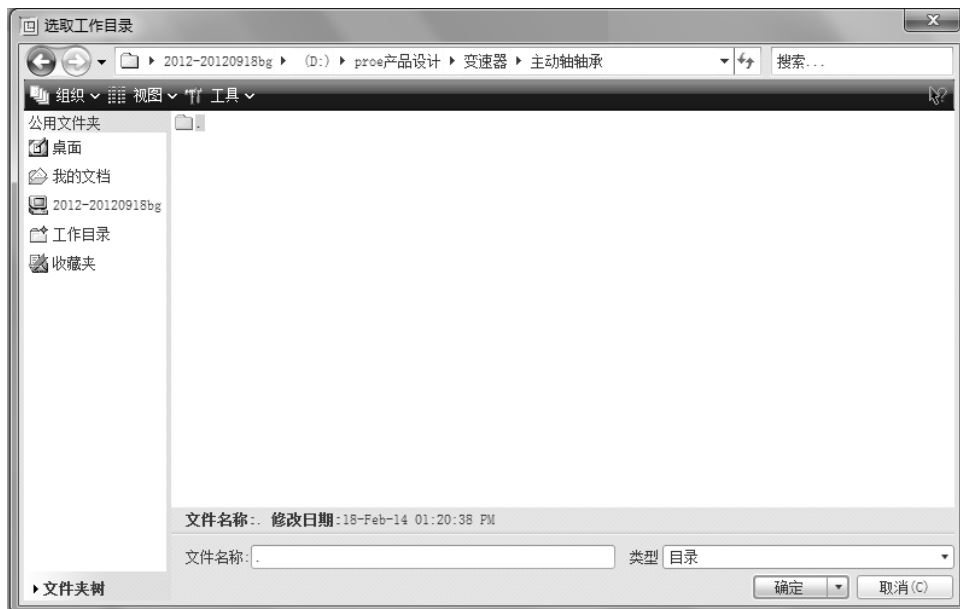 选取工作目录
2012-20120918bg (D:) proe产品设计 变速器 主动轴轴承 搜索...
组织 视图 工具
公用文件夹
.
桌面
我的文档
2012-20120918bg
工作目录
收藏夹
文件名称:. 修改日期:18-Feb-14 01:20:38 PM
文件名称: . 类型 目录
文件夹树 确定 取消(C)